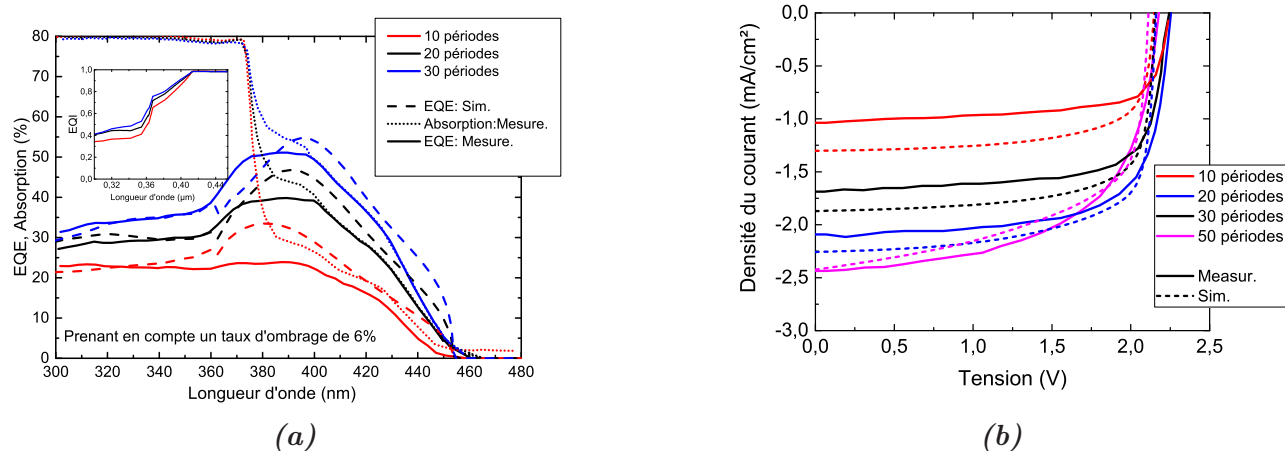 80
70
60
50
40
30
20
10
0
EQE, Absorption (%)
300
320
340
360
380
400
420
440
460
480
Longueur d'onde (nm)
10 périodes
20 périodes
30 périodes
EQE: Sim.
Absorption:Mesure.
EQE: Mesure.
1,0
0,8
0,6
0,4
0,2
0,0
EQI
0,32
0,36
0,40
0,44
Longueur d'onde (µm)
Prenant en compte un taux d'ombrage de 6%
(a)
0,0
-0,5
-1,0
-1,5
-2,0
-2,5
-3,0
Densité du courant (mA/cm²)
0,0
0,5
1,0
1,5
2,0
2,5
Tension (V)
10 périodes
20 périodes
30 périodes
50 périodes
Measur.
Sim.
(b)